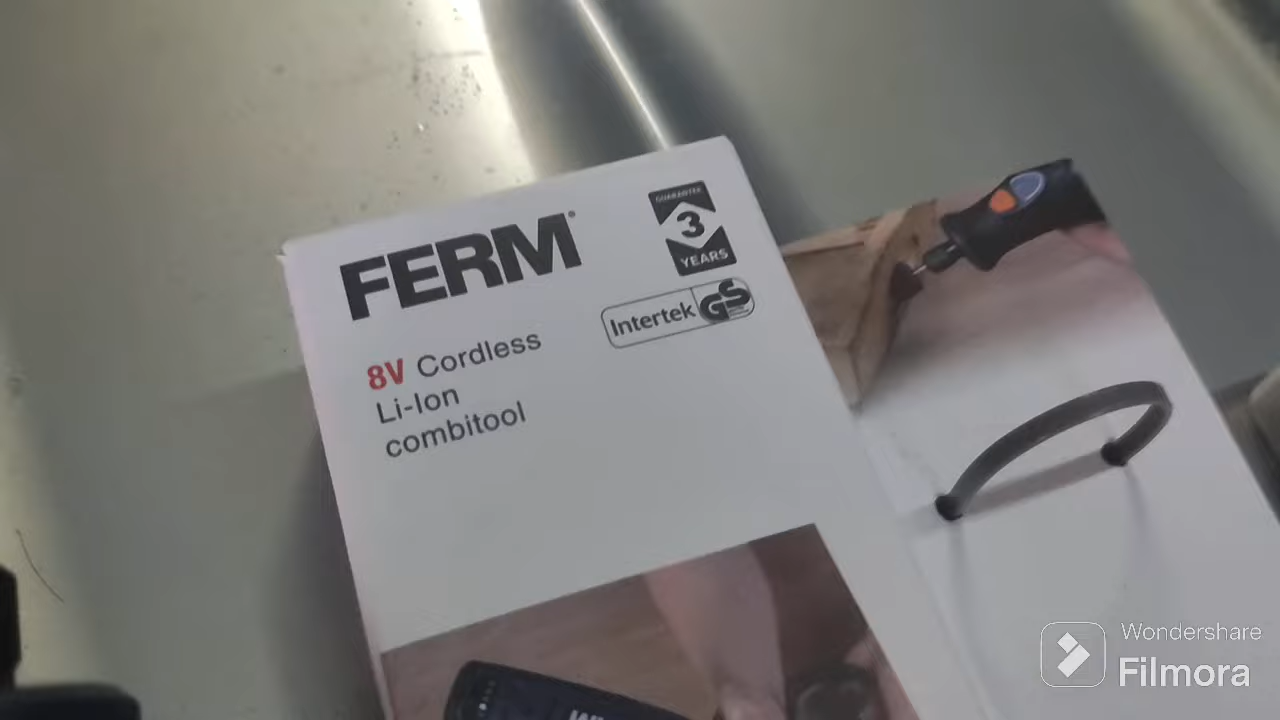 FERM
8V Cordless
Li-Ion
combitool
GUARANTEE
3
YEARS
Intertek GS
Wondershare
Filmora